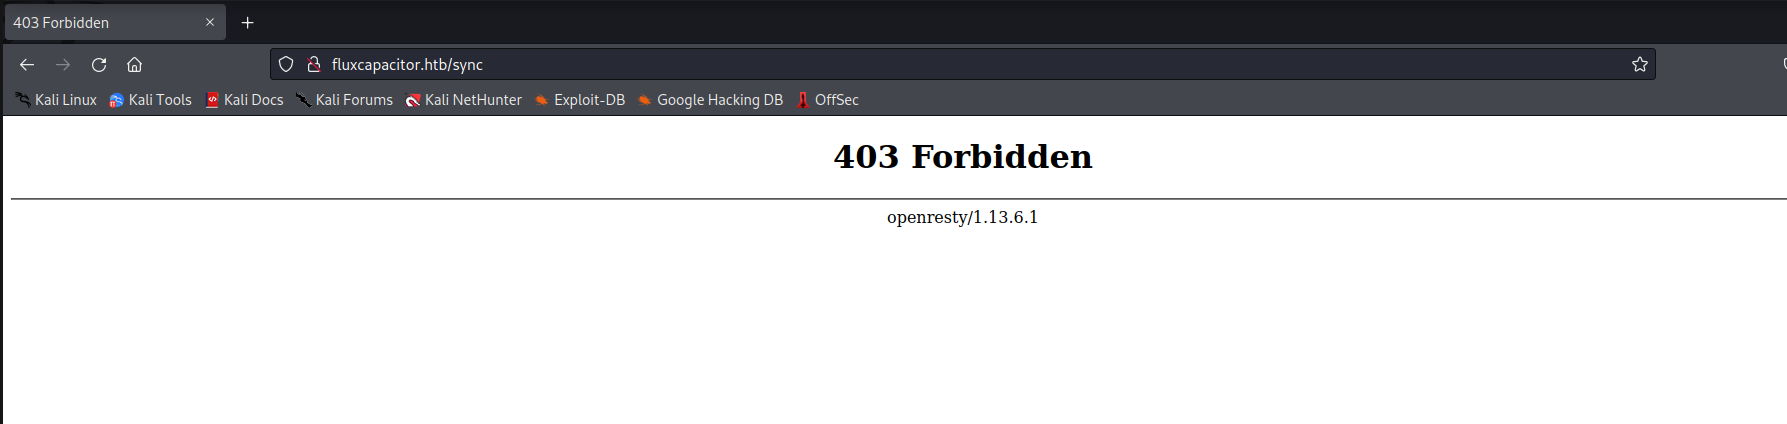 403 Forbidden
fluxcapacitor.htb/sync
Kali Linux Kali Tools Kali Docs Kali Forums Kali NetHunter Exploit-DB Google Hacking DB OffSec
403 Forbidden
openresty/1.13.6.1